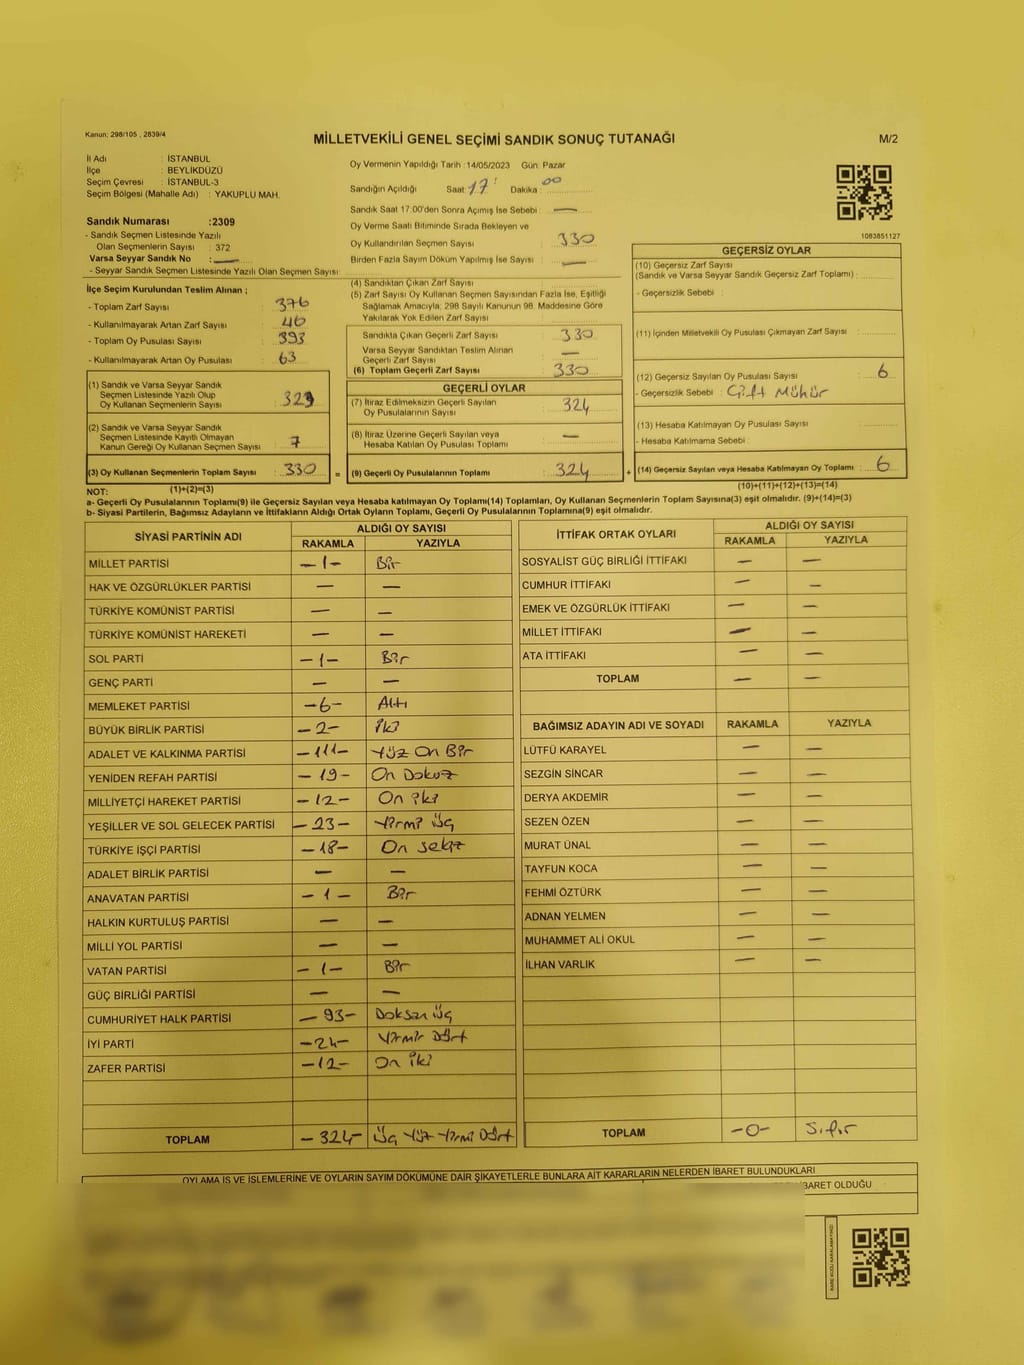 Kanun: 298/105 , 2839/4
MİLLETVEKİLİ GENEL SEÇİMİ SANDIK SONUÇ TUTANAĞI
M/2
İl Adı : İSTANBUL
İlçe : BEYLİKDÜZÜ
Seçim Çevresi : İSTANBUL-3
Seçim Bölgesi (Mahalle Adı) : YAKUPLU MAH.
Sandık Numarası :2309
- Sandık Seçmen Listesinde Yazılı
Olan Seçmenlerin Sayısı : 372
Varsa Seyyar Sandık No : —
- Seyyar Sandık Seçmen Listesinde Yazılı Olan Seçmen Sayısı:
Oy Vermenin Yapıldığı Tarih :14/05/2023 Gün: Pazar
Sandığın Açıldığı Saat 17 : Dakika : 00
Sandık Saat 17:00'den Sonra Açımış İse Sebebi : —
Oy Verme Saati Bitiminde Sırada Bekleyen ve
Oy Kullandırılan Seçmen Sayısı : 330
Birden Fazla Sayım Döküm Yapılmış İse Sayısı : —
1083851127
İlçe Seçim Kurulundan Teslim Alınan ;
- Toplam Zarf Sayısı : 376
- Kullanılmayarak Artan Zarf Sayısı : 46
- Toplam Oy Pusulası Sayısı : 393
- Kullanılmayarak Artan Oy Pusulası : 63
(4) Sandıktan Çıkan Zarf Sayısı :
(5) Zarf Sayısı Oy Kullanan Seçmen Sayısından Fazla İse, Eşitliği
Sağlamak Amacıyla, 298 Sayılı Kanunun 98. Maddesine Göre
Yakılarak Yok Edilen Zarf Sayısı :
Sandıkta Çıkan Geçerli Zarf Sayısı : 330
Varsa Seyyar Sandıktan Teslim Alınan
Geçerli Zarf Sayısı : —
(6) Toplam Geçerli Zarf Sayısı : 330
GEÇERSİZ OYLAR
(10) Geçersiz Zarf Sayısı
(Sandık ve Varsa Seyyar Sandık Geçersiz Zarf Toplamı) :
- Geçersizlik Sebebi :
(11) İçinden Milletvekili Oy Pusulası Çıkmayan Zarf Sayısı :
(12) Geçersiz Sayılan Oy Pusulası Sayısı : 6
- Geçersizlik Sebebi : Çift Mühür
(13) Hesaba Katılmayan Oy Pusulası Sayısı :
- Hesaba Katılmama Sebebi :
(14) Geçersiz Sayılan veya Hesaba Katılmayan Oy Toplamı : 6
(10)+(11)+(12)+(13)=(14)
(1) Sandık ve Varsa Seyyar Sandık
Seçmen Listesinde Yazılı Olup
Oy Kullanan Seçmenlerin Sayısı : 323
(2) Sandık ve Varsa Seyyar Sandık
Seçmen Listesinde Kayıtlı Olmayan
Kanun Gereği Oy Kullanan Seçmen Sayısı : 7
(3) Oy Kullanan Seçmenlerin Toplam Sayısı : 330 =
(1)+(2)=(3)
GEÇERLİ OYLAR
(7) İtiraz Edilmeksizin Geçerli Sayılan
Oy Pusulalarının Sayısı : 324
(8) İtiraz Üzerine Geçerli Sayılan veya
Hesaba Katılan Oy Pusulalarının Toplamı : —
(9) Geçerli Oy Pusulalarının Toplamı : 324 +
NOT:
a- Geçerli Oy Pusulalarının Toplamı(9) ile Geçersiz Sayılan veya Hesaba katılmayan Oy Toplamı(14) Toplamları, Oy Kullanan Seçmenlerin Toplam Sayısına(3) eşit olmalıdır. (9)+(14)=(3)
b- Siyasi Partilerin, Bağımsız Adayların ve İttifakların Aldığı Ortak Oyların Toplamı, Geçerli Oy Pusulalarının Toplamına(9) eşit olmalıdır.
SİYASİ PARTİNİN ADI ALDIĞI OY SAYISI
RAKAMLA YAZIYLA
MİLLET PARTİSİ —1— Bir
HAK VE ÖZGÜRLÜKLER PARTİSİ — —
TÜRKİYE KOMÜNİST PARTİSİ — —
TÜRKİYE KOMÜNİST HAREKETİ — —
SOL PARTİ —1— Bir
GENÇ PARTİ — —
MEMLEKET PARTİSİ —6— Altı
BÜYÜK BİRLİK PARTİSİ —2— İki
ADALET VE KALKINMA PARTİSİ —111— Yüz On Bir
YENİDEN REFAH PARTİSİ —19— On Dokuz
MİLLİYETÇİ HAREKET PARTİSİ —12— On iki
YEŞİLLER VE SOL GELECEK PARTİSİ —23— Yirmi Üç
TÜRKİYE İŞÇİ PARTİSİ —18— On sekiz
ADALET BİRLİK PARTİSİ — —
ANAVATAN PARTİSİ —1— Bir
HALKIN KURTULUŞ PARTİSİ — —
MİLLİ YOL PARTİSİ — —
VATAN PARTİSİ —1— Bir
GÜÇ BİRLİĞİ PARTİSİ — —
CUMHURİYET HALK PARTİSİ —93— Doksan Üç
İYİ PARTİ —24— Yirmi Dört
ZAFER PARTİSİ —12— On iki
TOPLAM —324— Üç Yüz Yirmi Dört
İTTİFAK ORTAK OYLARI ALDIĞI OY SAYISI
RAKAMLA YAZIYLA
SOSYALİST GÜÇ BİRLİĞİ İTTİFAKI — —
CUMHUR İTTİFAKI — —
EMEK VE ÖZGÜRLÜK İTTİFAKI — —
MİLLET İTTİFAKI — —
ATA İTTİFAKI — —
TOPLAM — —
BAĞIMSIZ ADAYIN ADI VE SOYADI RAKAMLA YAZIYLA
LÜTFÜ KARAYEL — —
SEZGİN SİNCAR — —
DERYA AKDEMİR — —
SEZEN ÖZEN — —
MURAT ÜNAL — —
TAYFUN KOCA — —
FEHMİ ÖZTÜRK — —
ADNAN YELMEN — —
MUHAMMET ALİ OKUL — —
İLHAN VARLIK — —
TOPLAM —0— Sıfır
OYLAMA İŞ VE İŞLEMLERİNE VE OYLARIN SAYIM DÖKÜMÜNE DAİR ŞİKAYETLERLE BUNLARA AİT KARARLARIN NELERDEN İBARET BULUNDUKLARI
İBARET OLDUĞU
KARE KODU KARALAMAYINIZ!